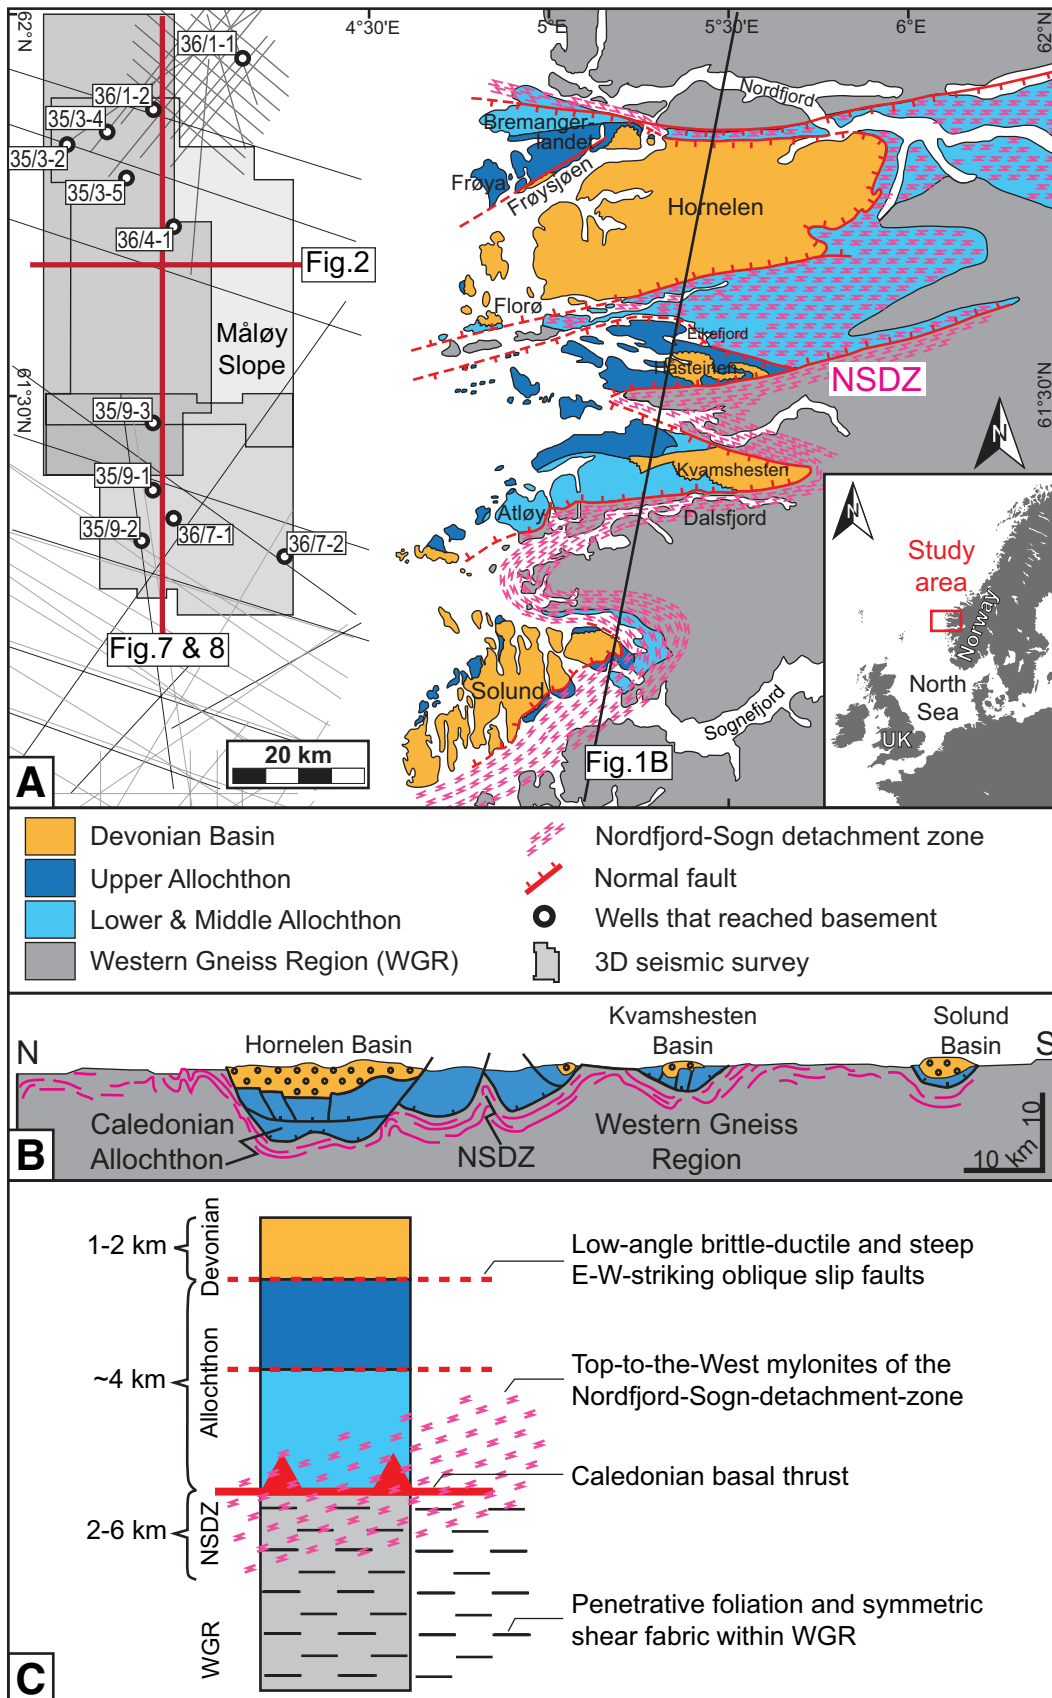 4°30'E
5°E
5°30'E
6°E
62°N
62°N
61°30'N
61°30'N
36/1-1
36/1-2
35/3-4
35/3-2
35/3-5
36/4-1
Fig.2
Måløy
Slope
35/9-3
35/9-1
35/9-2
36/7-1
36/7-2
Fig.7 & 8
20 km
A
Nordfjord
Bremanger-
landet
Frøya
Frøysjøen
Hornelen
Florø
Eikefjord
Hasteinen
NSDZ
Kvamshesten
Atløy
Dalsfjord
Solund
Sognefjord
Fig.1B
N
N
Study
area
Norway
North
Sea
UK
Devonian Basin
Upper Allochthon
Lower & Middle Allochthon
Western Gneiss Region (WGR)
Nordfjord-Sogn detachment zone
Normal fault
Wells that reached basement
3D seismic survey
N
Hornelen Basin
Kvamshesten
Basin
Solund
Basin
S
Caledonian
Allochthon
NSDZ
Western Gneiss
Region
10
10 km
B
1-2 km
Devonian
~4 km
Allochthon
2-6 km
NSDZ
WGR
Low-angle brittle-ductile and steep
E-W-striking oblique slip faults
Top-to-the-West mylonites of the
Nordfjord-Sogn-detachment-zone
Caledonian basal thrust
Penetrative foliation and symmetric
shear fabric within WGR
C